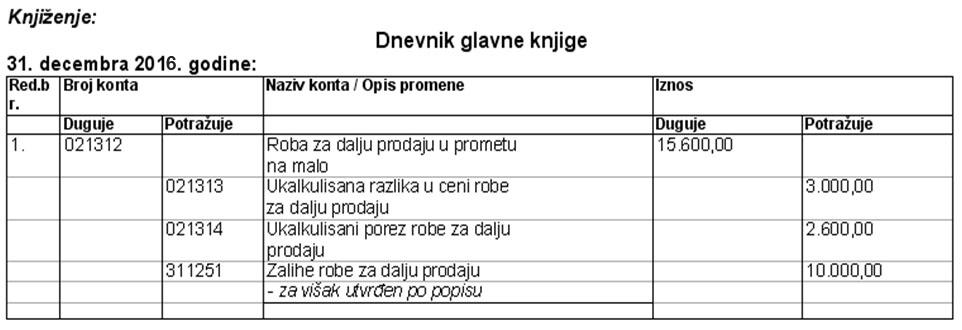 Knjiženje:
Dnevnik glavne knjige
31. decembra 2016. godine:
Red.b Broj konta Naziv konta / Opis promene Iznos
r.
Duguje Potražuje Duguje Potražuje
1. 021312 Roba za dalju prodaju u prometu 15.600,00
na malo
021313 Ukalkulisana razlika u ceni robe 3.000,00
za dalju prodaju
021314 Ukalkulisani porez robe za dalju 2.600,00
prodaju
311251 Zalihe robe za dalju prodaju 10.000,00
- za višak utvrđen po popisu